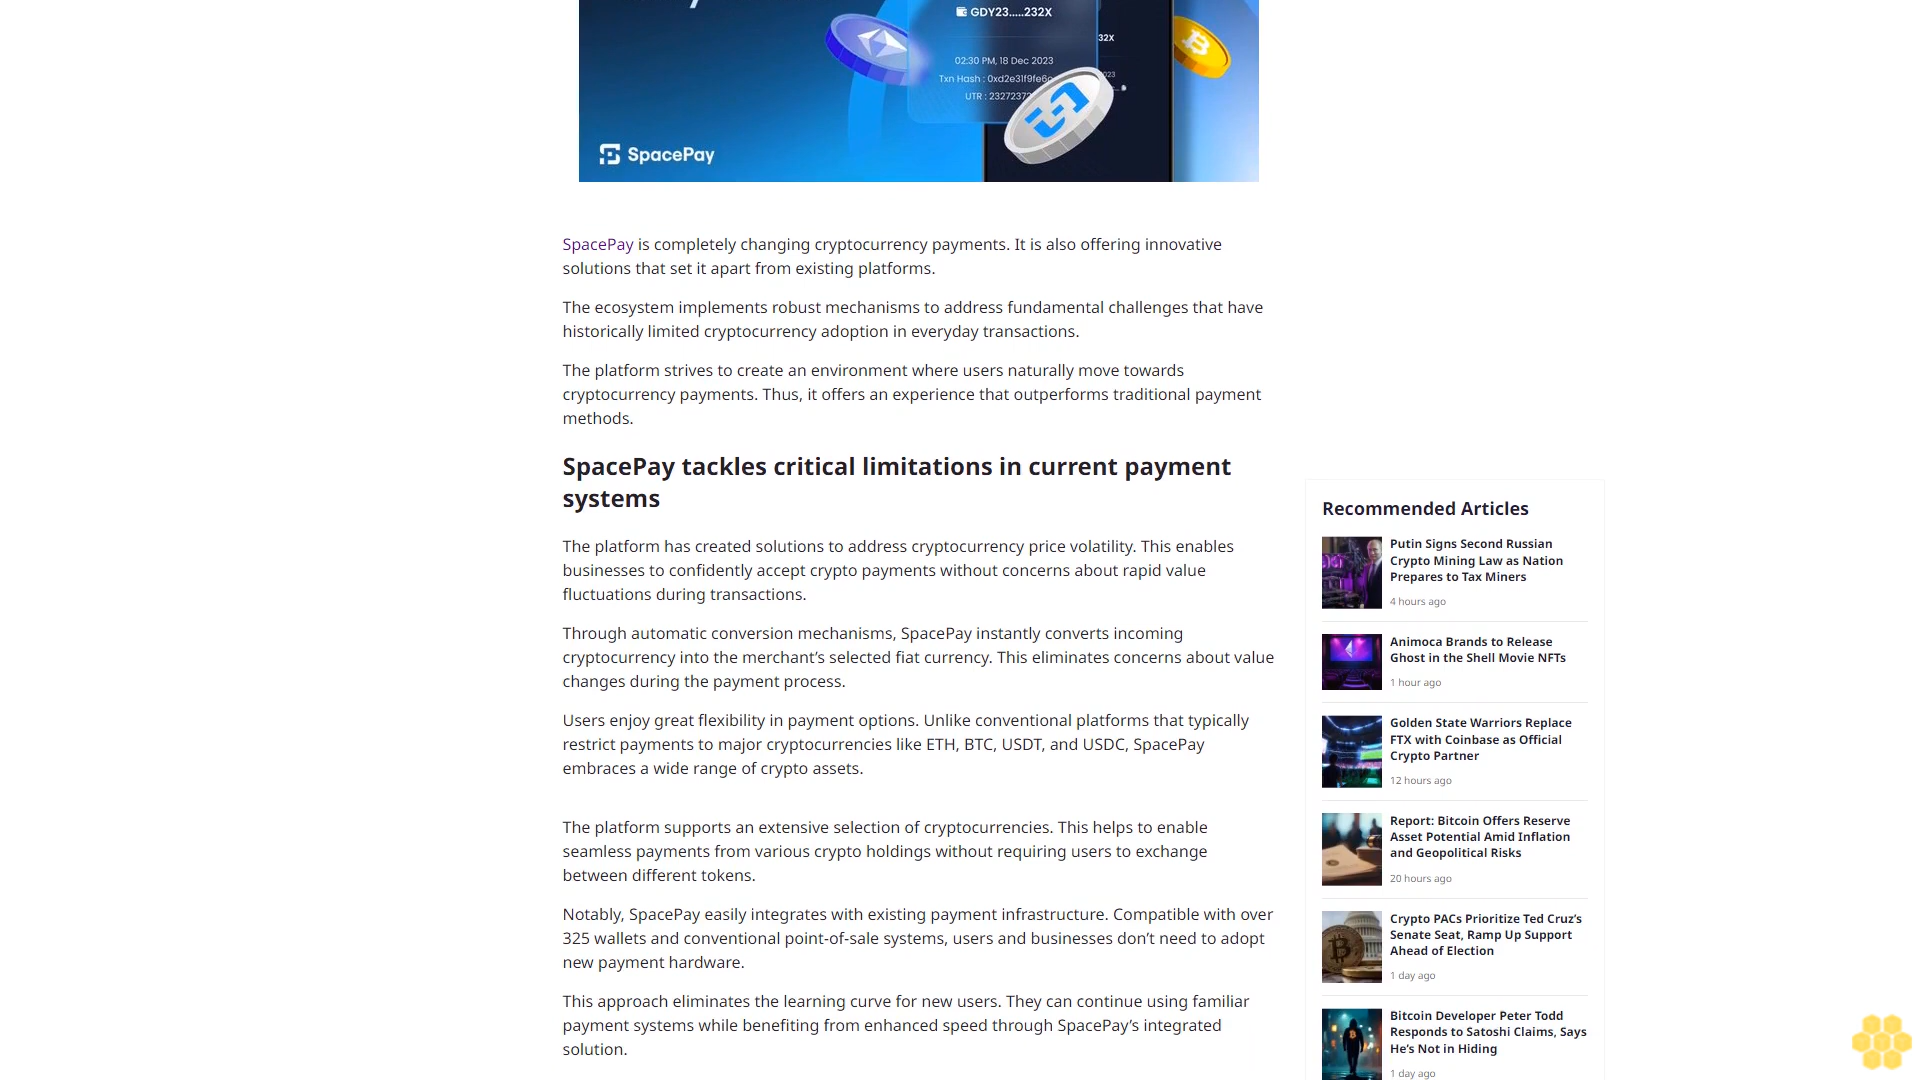 GDY23.....232X
32X
02:30 PM, 18 Dec 2023
2023
Txn Hash : 0xd2e31f9fe6
UTR : 2327237
SpacePay
SpacePay is completely changing cryptocurrency payments. It is also offering innovative
solutions that set it apart from existing platforms.
The ecosystem implements robust mechanisms to address fundamental challenges that have
historically limited cryptocurrency adoption in everyday transactions.
The platform strives to create an environment where users naturally move towards
cryptocurrency payments. Thus, it offers an experience that outperforms traditional payment
methods.
SpacePay tackles critical limitations in current payment
systems
The platform has created solutions to address cryptocurrency price volatility. This enables
businesses to confidently accept crypto payments without concerns about rapid value
fluctuations during transactions.
Through automatic conversion mechanisms, SpacePay instantly converts incoming
cryptocurrency into the merchant’s selected fiat currency. This eliminates concerns about value
changes during the payment process.
Users enjoy great flexibility in payment options. Unlike conventional platforms that typically
restrict payments to major cryptocurrencies like ETH, BTC, USDT, and USDC, SpacePay
embraces a wide range of crypto assets.
The platform supports an extensive selection of cryptocurrencies. This helps to enable
seamless payments from various crypto holdings without requiring users to exchange
between different tokens.
Notably, SpacePay easily integrates with existing payment infrastructure. Compatible with over
325 wallets and conventional point-of-sale systems, users and businesses don’t need to adopt
new payment hardware.
This approach eliminates the learning curve for new users. They can continue using familiar
payment systems while benefiting from enhanced speed through SpacePay’s integrated
solution.
Recommended Articles
Putin Signs Second Russian
Crypto Mining Law as Nation
Prepares to Tax Miners
4 hours ago
Animoca Brands to Release
Ghost in the Shell Movie NFTs
1 hour ago
Golden State Warriors Replace
FTX with Coinbase as Official
Crypto Partner
12 hours ago
Report: Bitcoin Offers Reserve
Asset Potential Amid Inflation
and Geopolitical Risks
20 hours ago
Crypto PACs Prioritize Ted Cruz’s
Senate Seat, Ramp Up Support
Ahead of Election
1 day ago
Bitcoin Developer Peter Todd
Responds to Satoshi Claims, Says
He’s Not in Hiding
1 day ago